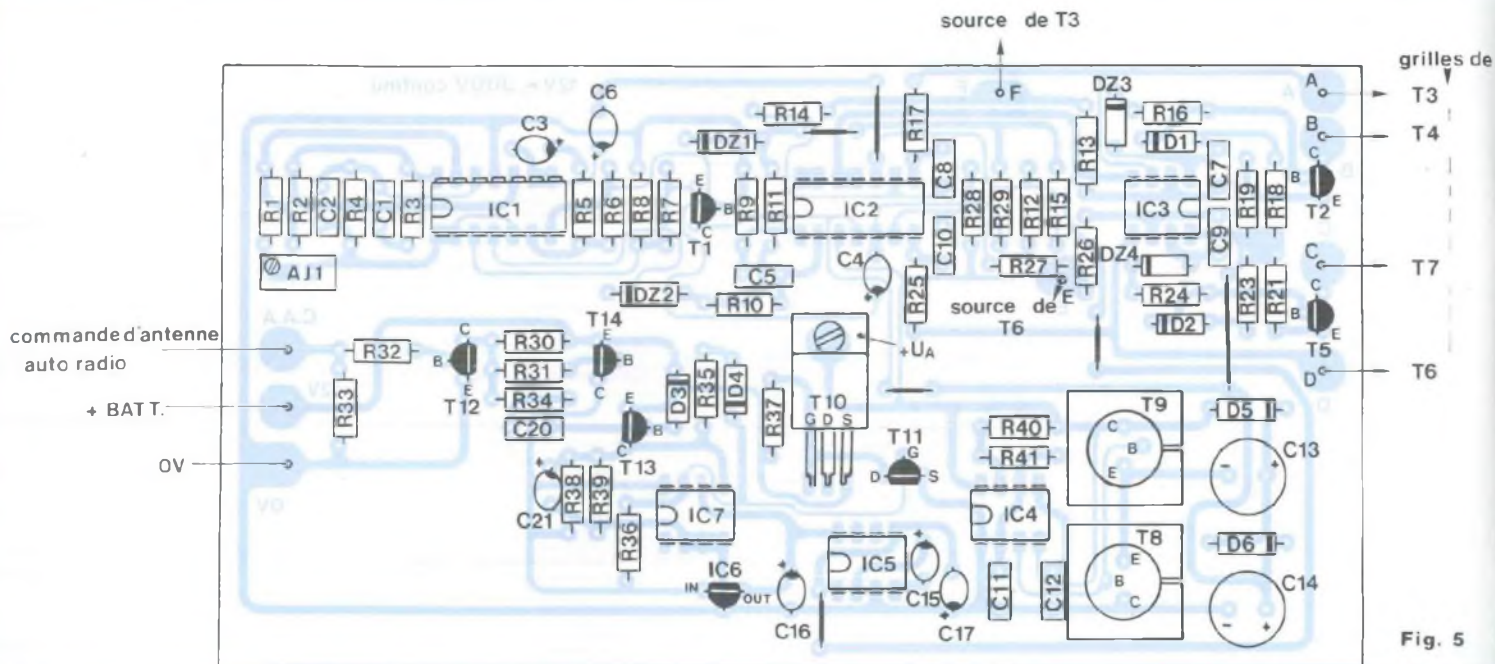 source de T3
grilles de
A
T3
F
DZ3
C6
C3
R14
R17
R16
B
T4
DZ1
D1
R13
C8
C7
C
E
B
E
T2
R1
R2
C2
R4
C1
R3
IC1
R5
R6
R8
R7
E
B
C
T1
R9
R11
IC2
C10
R28
R29
R12
R15
IC3
C9
R19
R18
AJ1
C5
C4
R27
R26
DZ4
C
T7
DZ2
R10
R25
source de
T6
E
R24
R23
R21
C
B
E
T5
D2
commande d'antenne
auto radio
C.A.A
R32
C
B
E
T12
R30
T14
E
B
C
+UA
D
T6
R31
+ BATT.
R33
R34
C20
D3
R35
D4
R37
T10
G D S
T9
C
B
E
D5
E
B
C
T13
T11
G
D
S
R40
R41
C13
- +
0V
C21
R38
R39
R36
IC7
IC4
T8
E
B
C
D6
IC6
IN
OUT
IC5
C16
C15
C17
C11
C12
C14
- +
Fig. 5